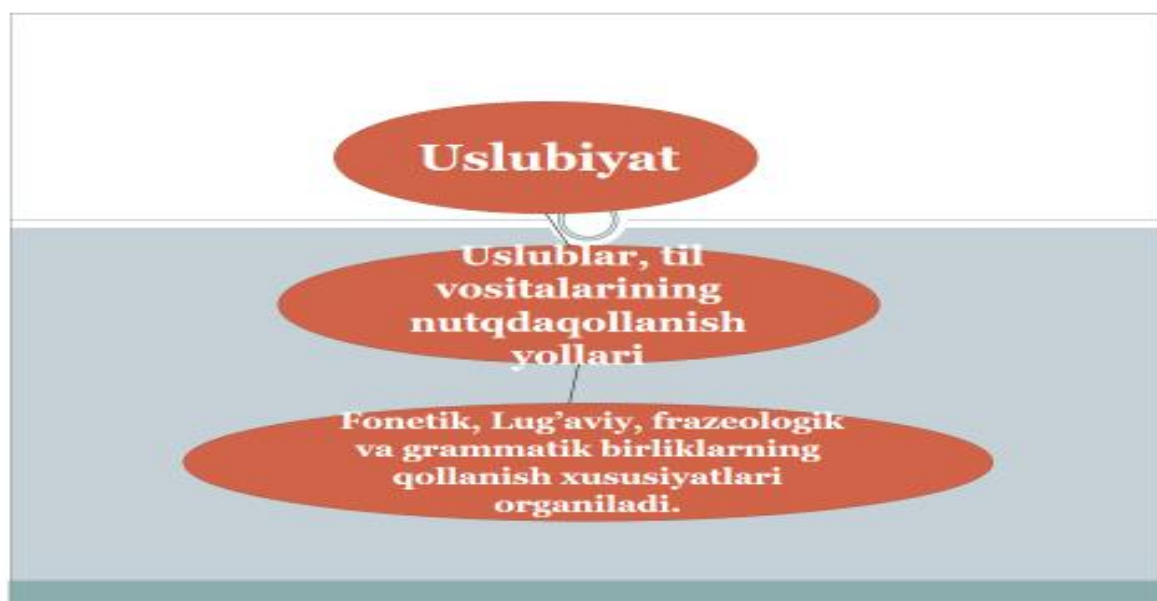 Uslubiyat
Uslublar, til
vositalarining
nutqdaqollanish
yollari
Fonetik, Lug’aviy, frazeologik
va grammatik birliklarning
qollanish xususiyatlari
organiladi.